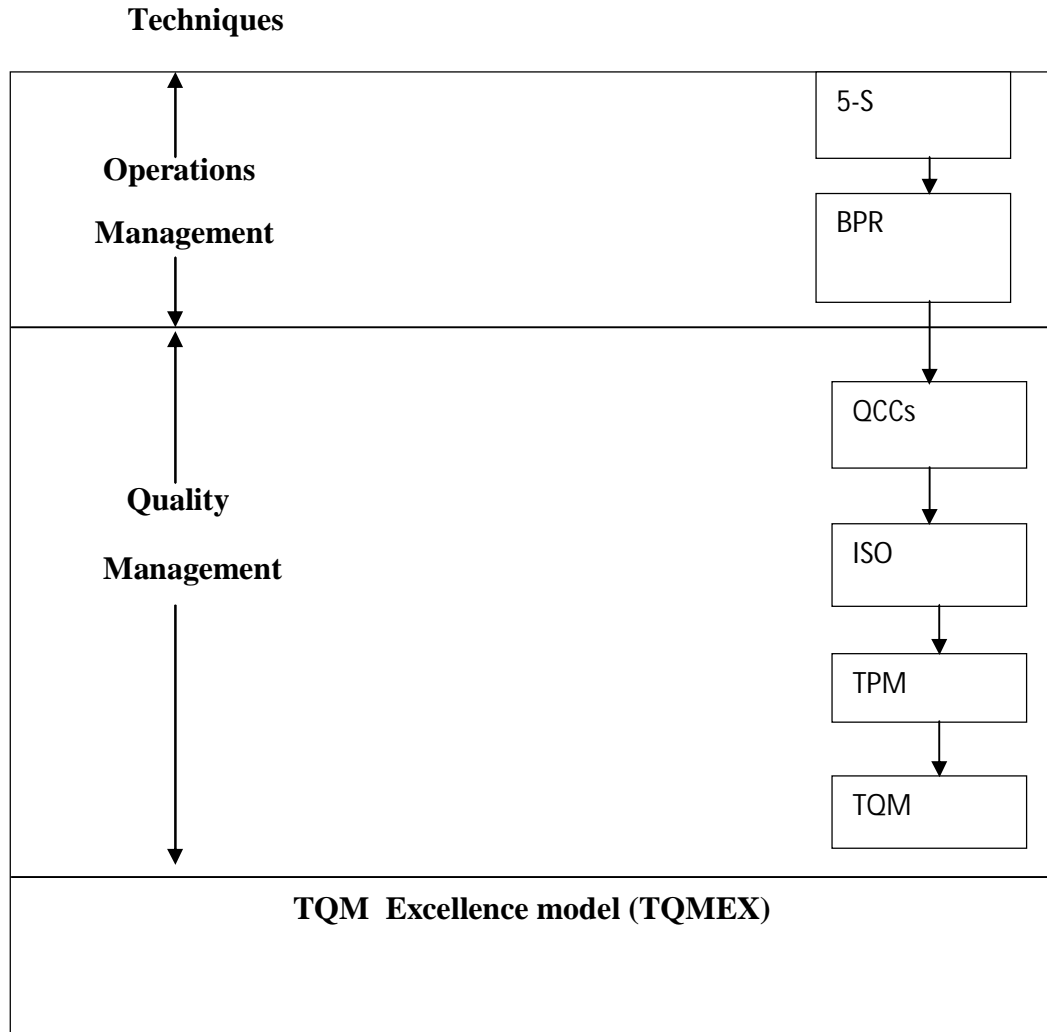 Techniques
5-S
Operations
Management
BPR
QCCs
Quality
ISO
Management
TPM
TQM
TQM Excellence model (TQMEX)